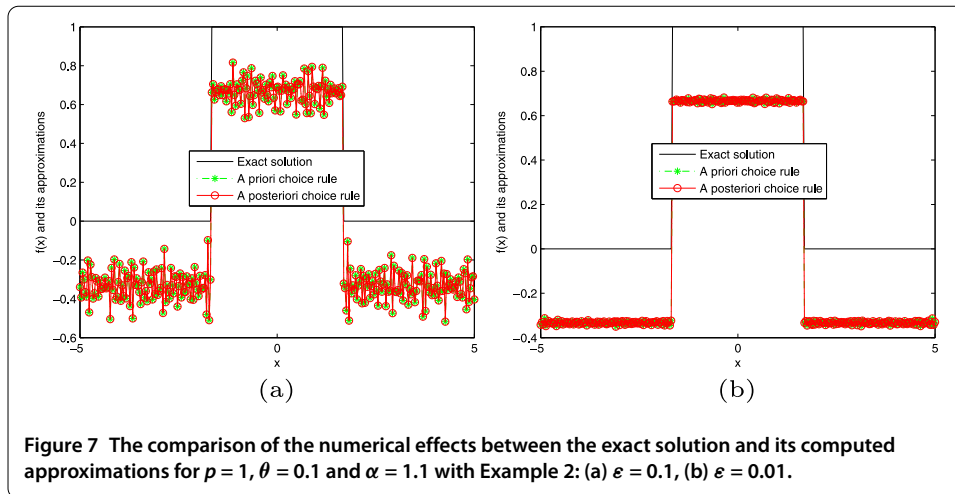 1
0.8
0.6
0.4
0.2
0
−0.2
−0.4
−0.6
−5
0
5
x
f(x) and its approximations
Exact solution
A priori choice rule
A posteriori choice rule
(a)
1
0.8
0.6
0.4
0.2
0
−0.2
−0.4
−5
0
5
x
f(x) and its approximations
Exact solution
A priori choice rule
A posteriori choice rule
(b)
Figure 7 The comparison of the numerical effects between the exact solution and its computed
approximations for p = 1, θ = 0.1 and α = 1.1 with Example 2: (a) ε = 0.1, (b) ε = 0.01.